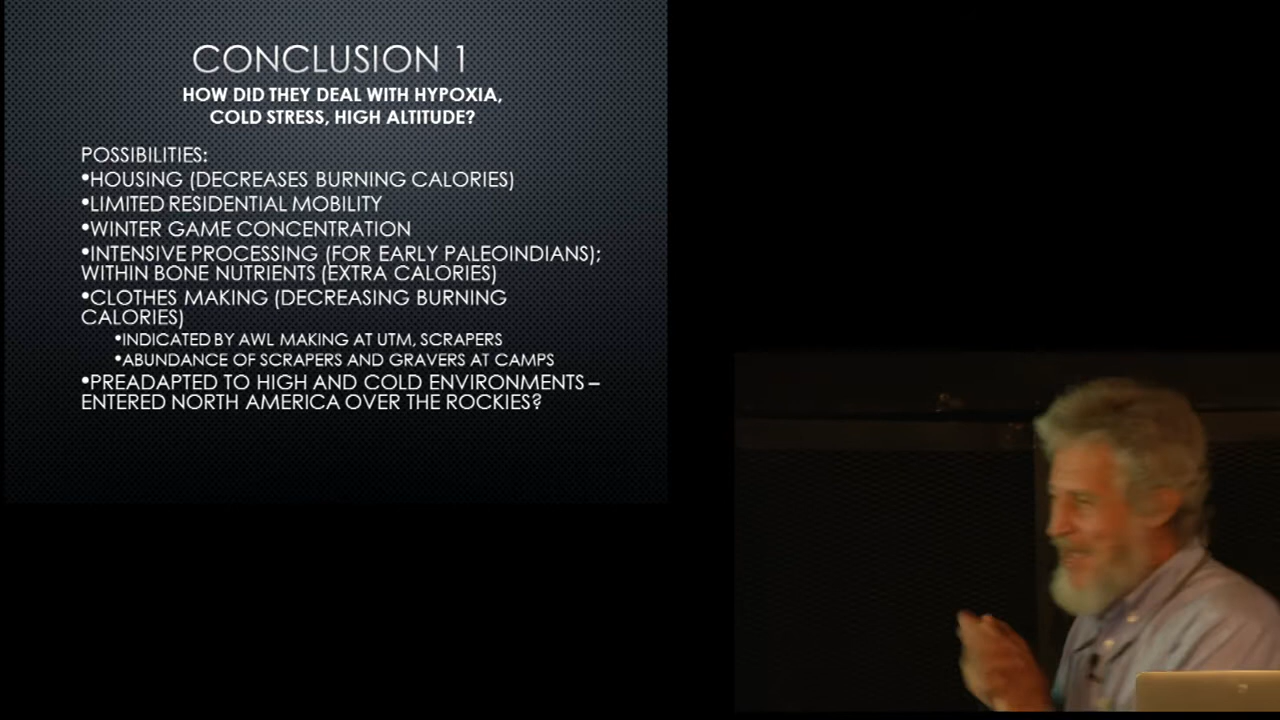 CONCLUSION 1
HOW DID THEY DEAL WITH HYPOXIA,
COLD STRESS, HIGH ALTITUDE?
POSSIBILITIES:
•HOUSING (DECREASES BURNING CALORIES)
•LIMITED RESIDENTIAL MOBILITY
•WINTER GAME CONCENTRATION
•INTENSIVE PROCESSING (FOR EARLY PALEOINDIANS);
WITHIN BONE NUTRIENTS (EXTRA CALORIES)
•CLOTHES MAKING (DECREASING BURNING
CALORIES)
•INDICATED BY AWL MAKING AT UTM, SCRAPERS
•ABUNDANCE OF SCRAPERS AND GRAVERS AT CAMPS
•PREADAPTED TO HIGH AND COLD ENVIRONMENTS –
ENTERED NORTH AMERICA OVER THE ROCKIES?